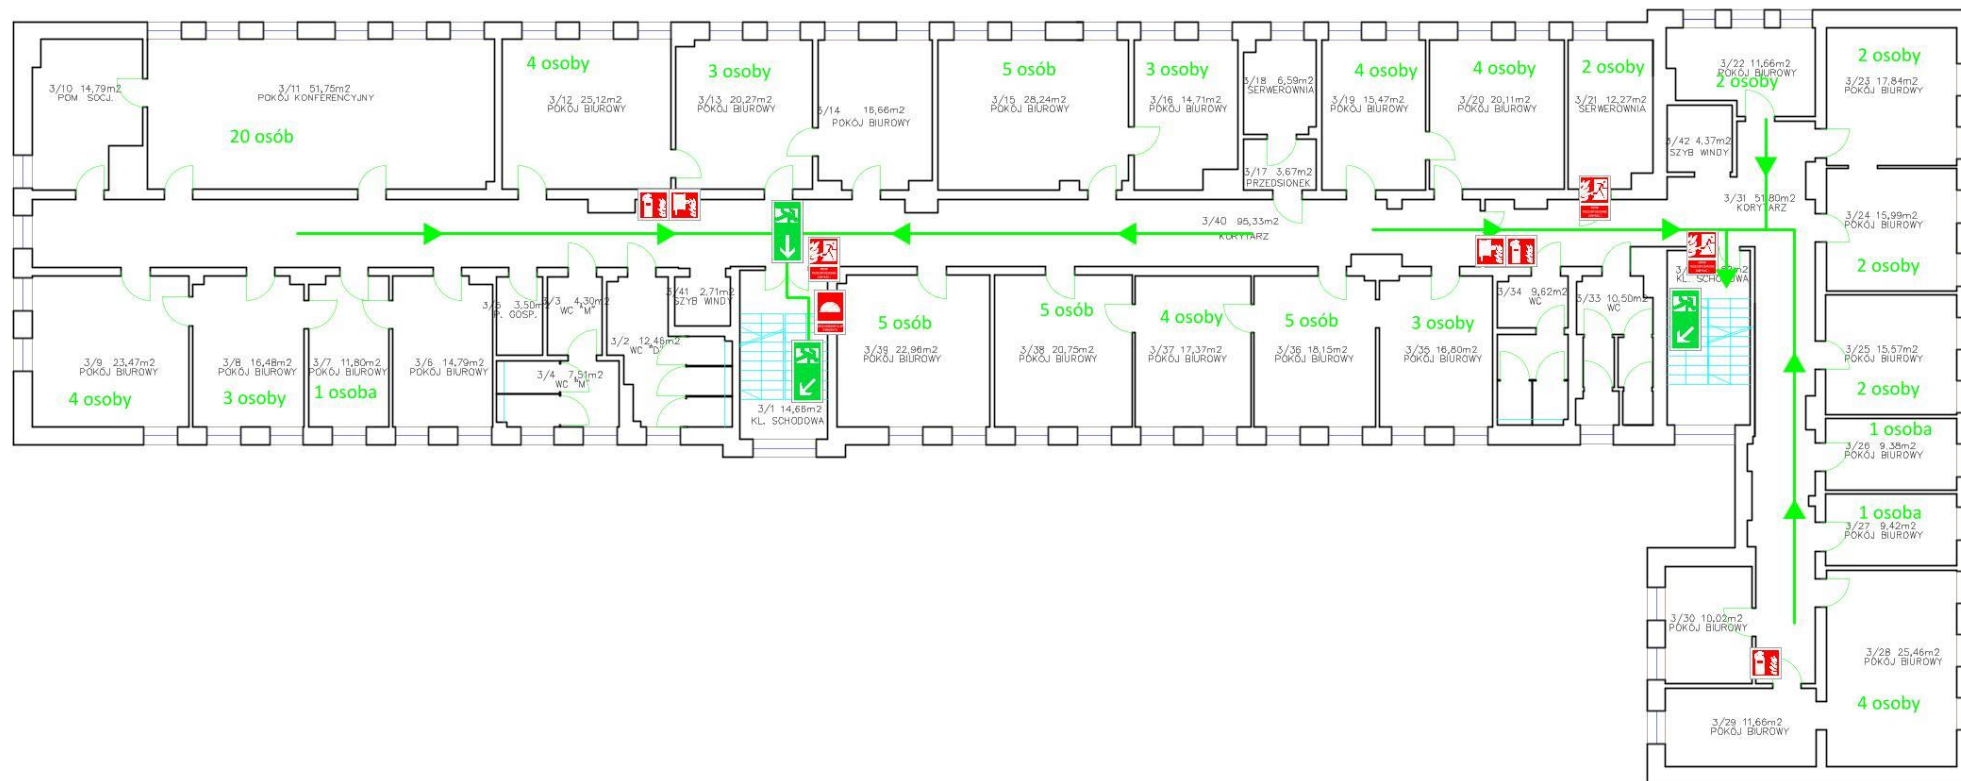 3/10 14,79m2
POM. SOCJ.
3/11 51,75m2
POKÓJ KONFERENCYJNY
20 osób
4 osoby
3/12 25,12m2
POKÓJ BIUROWY
3 osoby
3/13 20,27m2
POKÓJ BIUROWY
3/14 15,66m2
POKÓJ BIUROWY
5 osób
3/15 28,24m2
POKÓJ BIUROWY
3 osoby
3/16 14,71m2
POKÓJ BIUROWY
3/18 6,59m2
SERWEROWNIA
3/17 3,67m2
PRZEDSIONEK
4 osoby
3/19 15,47m2
POKÓJ BIUROWY
4 osoby
3/20 20,11m2
POKÓJ BIUROWY
2 osoby
3/21 12,27m2
SERWEROWNIA
3/22 11,66m2
POKÓJ BIUROWY
2 osoby
2 osoby
3/23 17,84m2
POKÓJ BIUROWY
3/42 4,37m2
SZYB WINDY
3/31 51,80m2
KORYTARZ
3/40 95,33m2
KORYTARZ
3/24 15,99m2
POKÓJ BIUROWY
2 osoby
3/9 23,47m2
POKÓJ BIUROWY
4 osoby
3/8 16,48m2
POKÓJ BIUROWY
3 osoby
3/7 11,80m2
POKÓJ BIUROWY
1 osoba
3/6 14,79m2
POKÓJ BIUROWY
3/5 3,50m2
P. GOSP.
3/3 4,30m2
WC "M"
3/4 7,51m2
WC "M"
3/2 12,46m2
WC "D"
3/41 2,71m2
SZYB WINDY
3/1 14,68m2
KL. SCHODOWA
5 osób
3/39 22,96m2
POKÓJ BIUROWY
5 osób
3/38 20,75m2
POKÓJ BIUROWY
4 osoby
3/37 17,37m2
POKÓJ BIUROWY
5 osób
3/36 18,15m2
POKÓJ BIUROWY
3 osoby
3/35 16,80m2
POKÓJ BIUROWY
3/34 9,62m2
WC
3/33 10,50m2
WC
KL. SCHODOWA
3/25 15,57m2
POKÓJ BIUROWY
2 osoby
1 osoba
3/26 9,38m2
POKÓJ BIUROWY
1 osoba
3/27 9,42m2
POKÓJ BIUROWY
3/30 10,02m2
POKÓJ BIUROWY
3/28 25,46m2
POKÓJ BIUROWY
4 osoby
3/29 11,66m2
POKÓJ BIUROWY